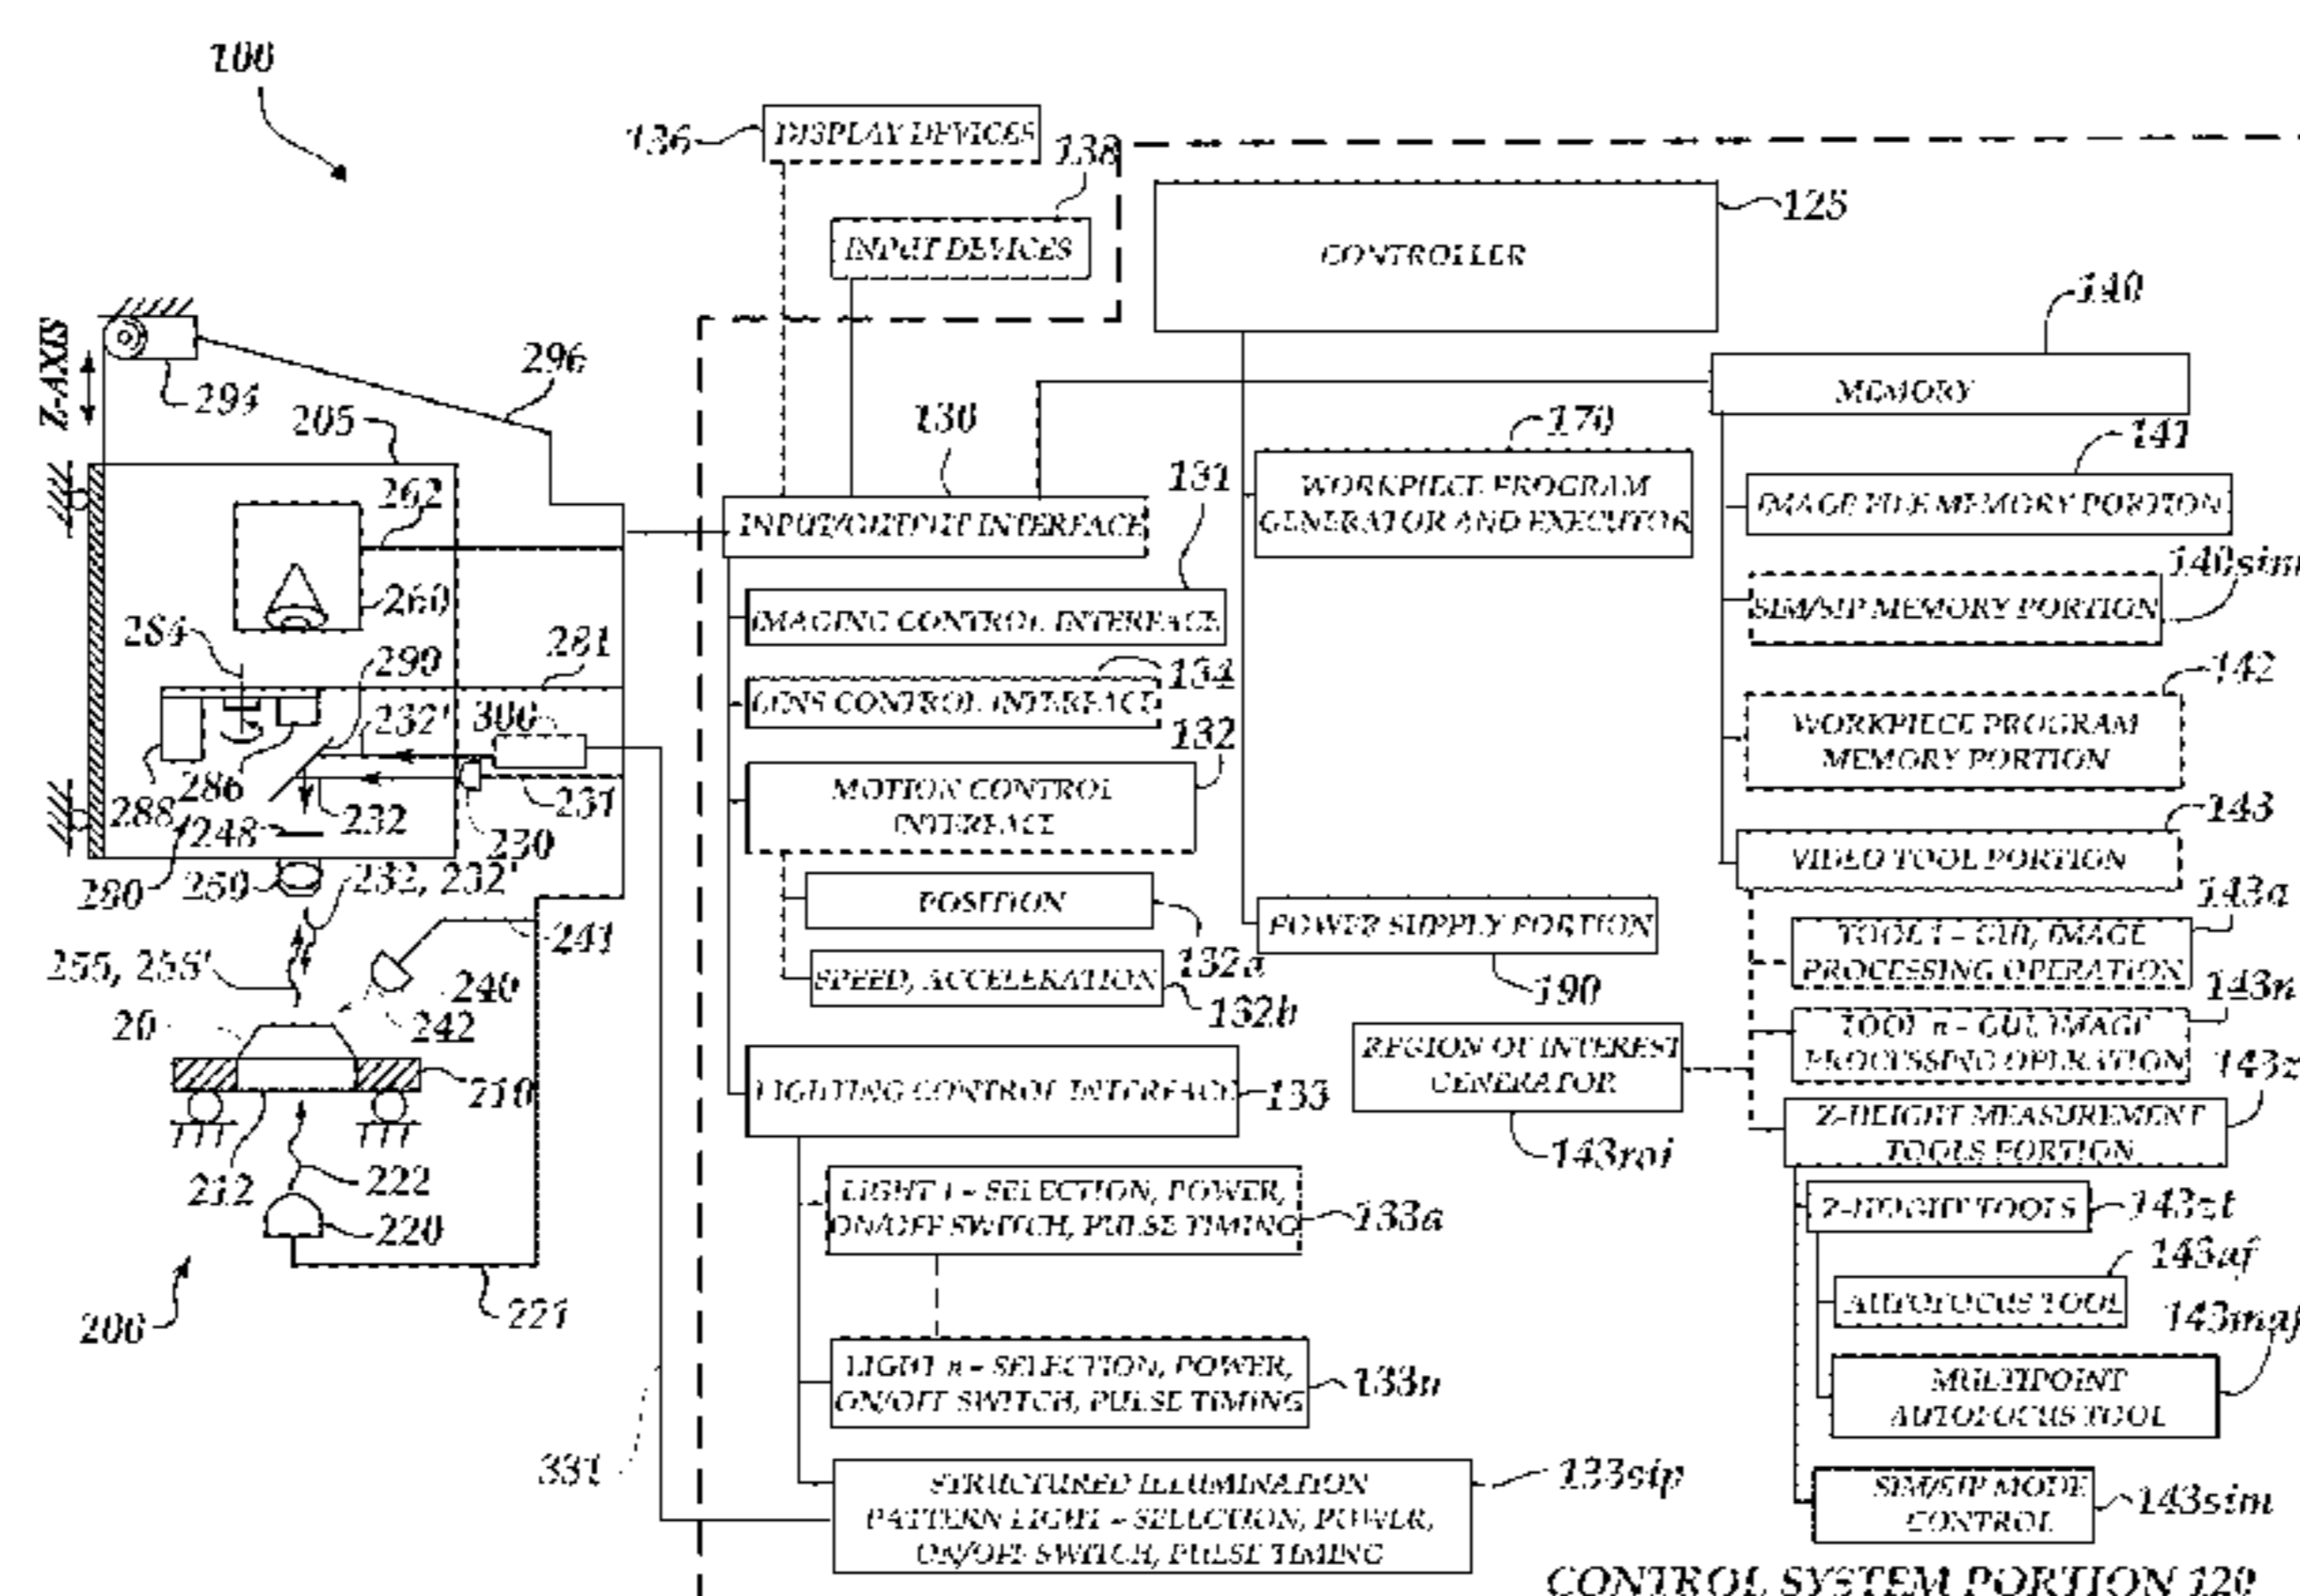 100
136
DISPLAY DEVICES
138
INPUT DEVICES
125
CONTROLLER
140
MEMORY
Z-AXIS
294
296
205
130
INPUT/OUTPUT INTERFACE
170
WORKPIECE PROGRAM
GENERATOR AND EXECUTOR
141
IMAGE FILE MEMORY PORTION
262
260
131
IMAGING CONTROL INTERFACE
140sim
SIM/SIP MEMORY PORTION
284
290
281
134
LENS CONTROL INTERFACE
142
WORKPIECE PROGRAM
MEMORY PORTION
232'
300
132
MOTION CONTROL
INTERFACE
288
286
232
231
248
230
280
250
232, 232'
143
VIDEO TOOL PORTION
POSITION
132a
SPEED, ACCELERATION
132b
POWER SUPPLY PORTION
190
143a
TOOL 1 – GUI, IMAGE
PROCESSING OPERATION
143n
TOOL n – GUI, IMAGE
PROCESSING OPERATION
241
255, 255'
240
242
20
210
212
222
220
221
200
LIGHTING CONTROL INTERFACE
133
REGION OF INTEREST
GENERATOR
143roi
143z
Z-HEIGHT MEASUREMENT
TOOLS PORTION
LIGHT 1 – SELECTION, POWER,
ON/OFF SWITCH, PULSE TIMING
133a
Z-HEIGHT TOOLS
143zt
143af
AUTOFOCUS TOOL
143maf
MULTIPOINT
AUTOFOCUS TOOL
LIGHT n – SELECTION, POWER,
ON/OFF SWITCH, PULSE TIMING
133n
331
STRUCTURED ILLUMINATION
PATTERN LIGHT – SELECTION, POWER,
ON/OFF SWITCH, PULSE TIMING
133sip
SIM/SIP MODE
CONTROL
143sim
CONTROL SYSTEM PORTION 120